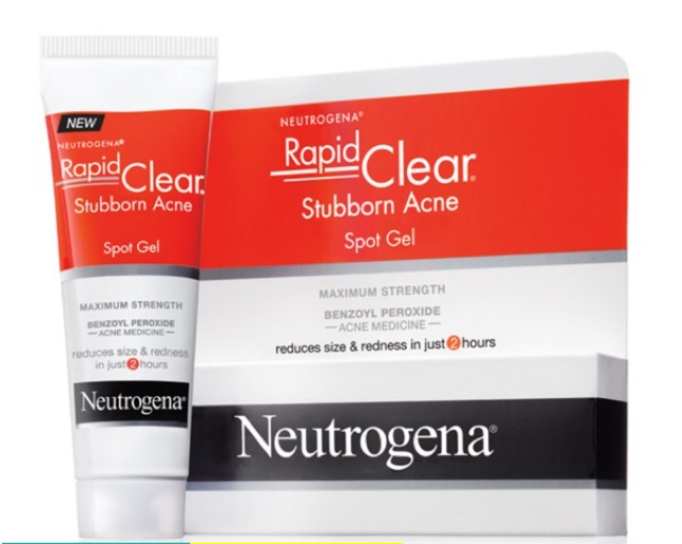 NEW
NEUTROGENA®
Rapid Clear®
Stubborn Acne
Spot Gel
MAXIMUM STRENGTH
BENZOYL PEROXIDE
— ACNE MEDICINE —
reduces size & redness
in just 2 hours
Neutrogena®
NEUTROGENA®
Rapid Clear®
Stubborn Acne
Spot Gel
MAXIMUM STRENGTH
BENZOYL PEROXIDE
— ACNE MEDICINE —
reduces size & redness in just 2 hours
Neutrogena®